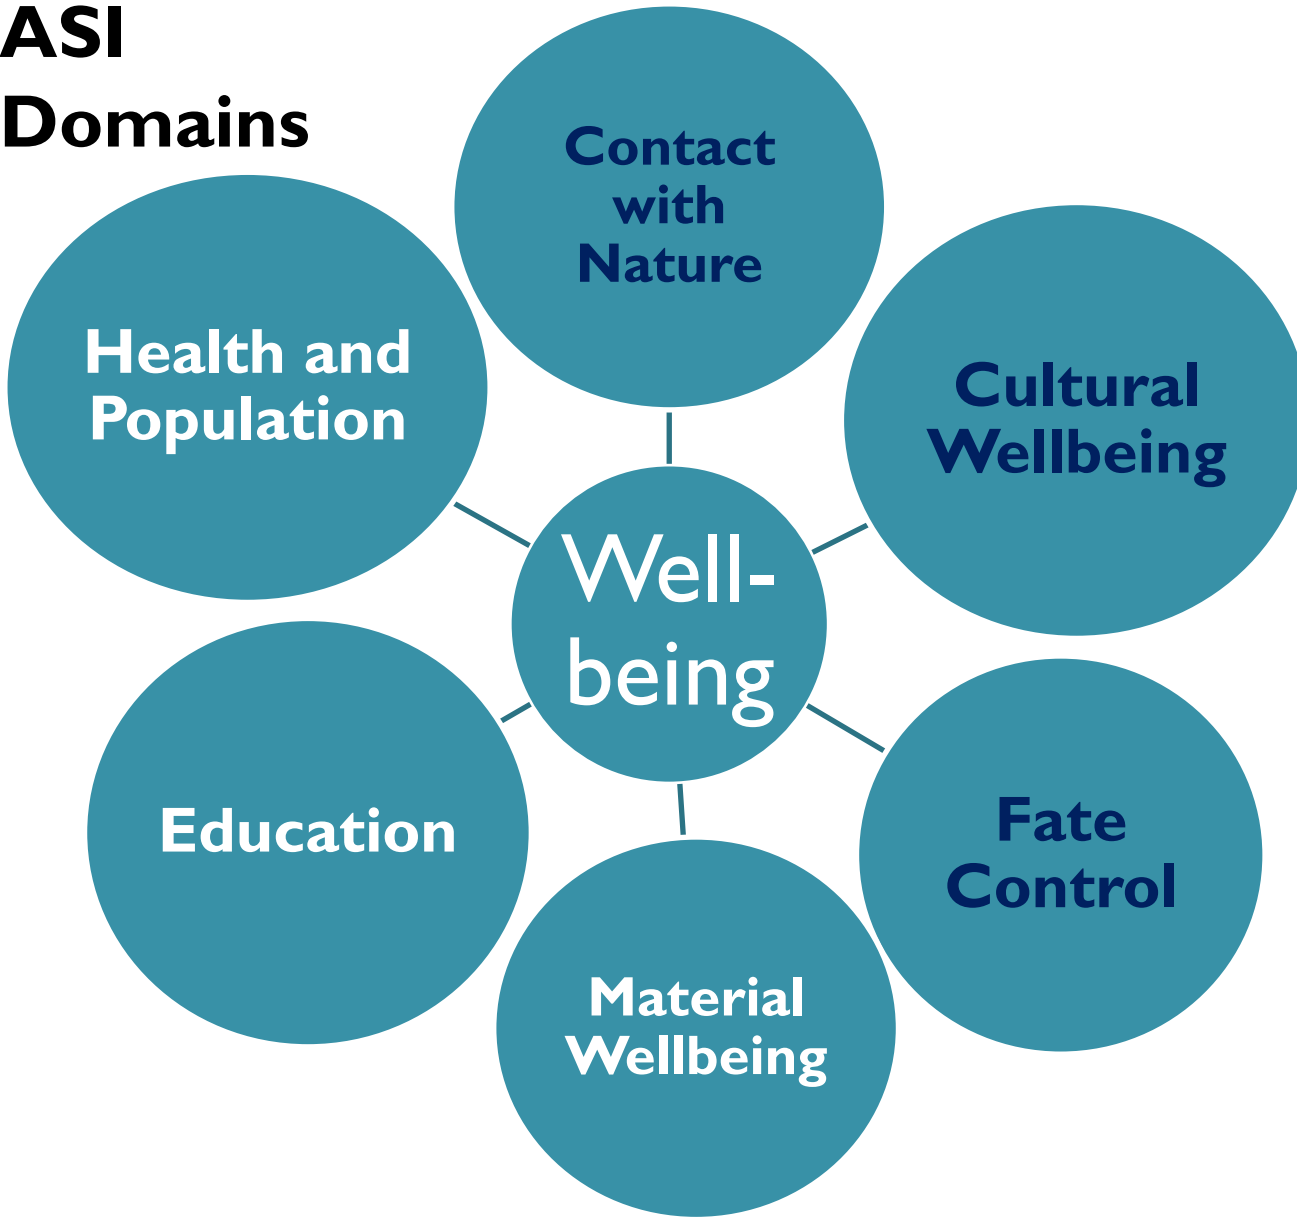 ASI
Domains
Contact
with
Nature
Cultural
Wellbeing
Fate
Control
Material
Wellbeing
Education
Health and
Population
Well-
being